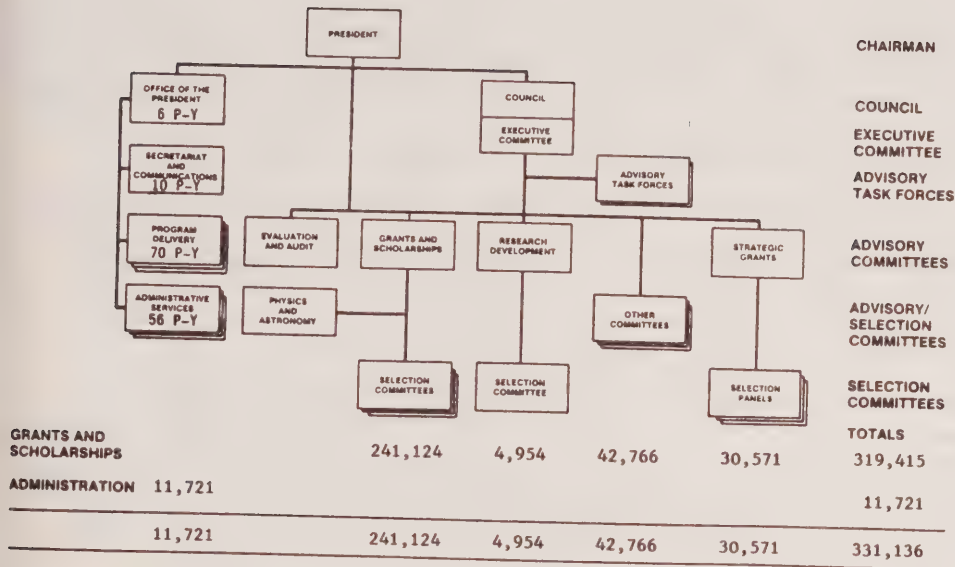 PRESIDENT
CHAIRMAN
OFFICE OF THE
PRESIDENT
6 P-Y
COUNCIL
COUNCIL
EXECUTIVE
COMMITTEE
EXECUTIVE
COMMITTEE
SECRETARIAT
AND
COMMUNICATIONS
10 P-Y
ADVISORY
TASK FORCES
ADVISORY
TASK FORCES
PROGRAM
DELIVERY
70 P-Y
EVALUATION
AND AUDIT
GRANTS AND
SCHOLARSHIPS
RESEARCH
DEVELOPMENT
STRATEGIC
GRANTS
ADVISORY
COMMITTEES
ADMINISTRATIVE
SERVICES
56 P-Y
PHYSICS
AND
ASTRONOMY
OTHER
COMMITTEES
ADVISORY/
SELECTION
COMMITTEES
SELECTION
COMMITTEES
SELECTION
COMMITTEE
SELECTION
PANELS
SELECTION
COMMITTEES
GRANTS AND
SCHOLARSHIPS
241,124 4,954 42,766 30,571
TOTALS
319,415
ADMINISTRATION 11,721 11,721
11,721 241,124 4,954 42,766 30,571 331,136